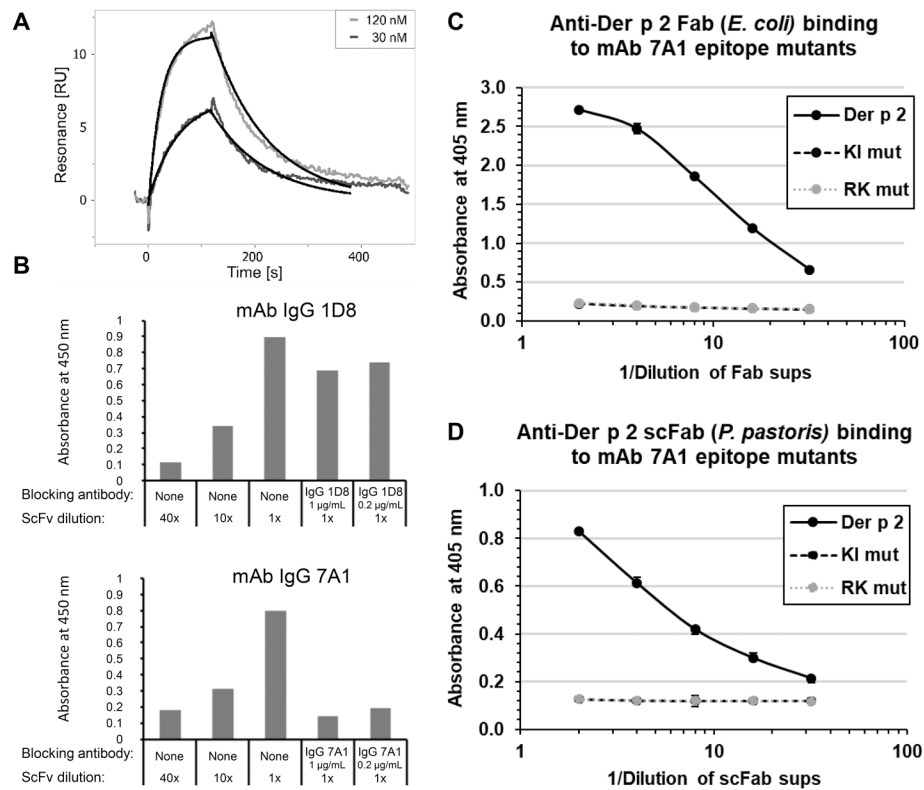 A
120 nM
30 nM
10
5
0
Resonance [RU]
0
200
400
Time [s]
B
mAb IgG 1D8
1
0.9
0.8
0.7
0.6
0.5
0.4
0.3
0.2
0.1
Absorbance at 450 nm
Blocking antibody: None None None IgG 1D8 IgG 1D8
1 µg/mL 0.2 µg/mL
ScFv dilution: 40x 10x 1x 1x 1x
mAb IgG 7A1
1
0.9
0.8
0.7
0.6
0.5
0.4
0.3
0.2
0.1
0
Absorbance at 450 nm
Blocking antibody: None None None IgG 7A1 IgG 7A1
1 µg/mL 0.2 µg/mL
ScFv dilution: 40x 10x 1x 1x 1x
C
Anti-Der p 2 Fab (E. coli) binding
to mAb 7A1 epitope mutants
3.0
2.5
2.0
1.5
1.0
0.5
0.0
Absorbance at 405 nm
Der p 2
KI mut
RK mut
1 10 100
1/Dilution of Fab sups
D
Anti-Der p 2 scFab (P. pastoris) binding
to mAb 7A1 epitope mutants
1.0
0.8
0.6
0.4
0.2
0.0
Absorbance at 405 nm
Der p 2
KI mut
RK mut
1 10 100
1/Dilution of scFab sups